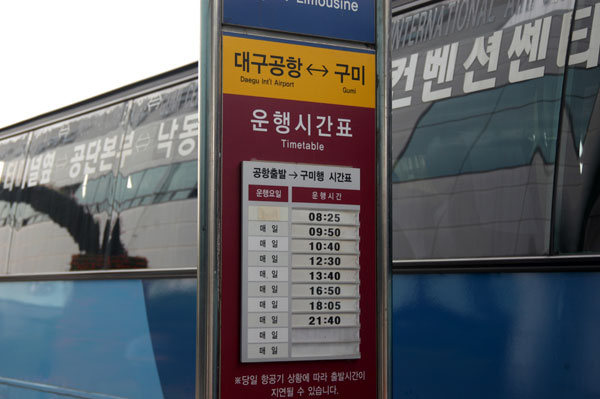 Limousine
대구공항 ↔ 구미
Daegu Int'l Airport Gumi
운행시간표
Timetable
공항출발 → 구미행 시간표
운행요일 운행시간
08:25
매일 09:50
매일 10:40
매일 12:30
매일 13:40
매일 16:50
매일 18:05
매일 21:40
매일
매일
※당일 항공기 상황에 따라 출발시간이
지연될 수 있습니다.
INTERNATIONAL
컨벤션쎈터
공단본부 ↔ 낙동